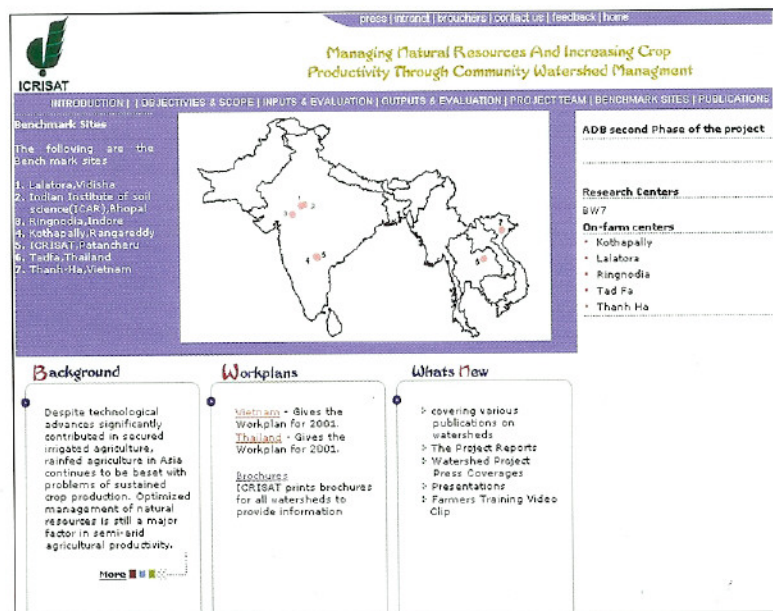 press | intranet | brouchers | contact us | feedback | home
ICRISAT
Managing Natural Resources And Increasing Crop
Productivity Through Community Watershed Managment
INTRODUCTION | | OBJECTIVIES & SCOPE | INPUTS & EVALUATION | OUTPUTS & EVALUATION | PROJECT TEAM | BENCHMARK SITES | PUBLICATIONS
Benchmark Sites
The following are the
Bench mark sites
1. Lalatora,Vidisha
2. Indian Institute of soil
science(ICAR),Bhopal
3. Ringnodia,Indore
4. Kothapally,Rangareddy
5. ICRISAT,Patancheru
6. Tadfa,Thailand
7. Thanh-Ha,Vietnam
1
2
3
4
5
6
7
ADB second Phase of the project
Research Centers
BW7
On-farm centers
Kothapally
Lalatora
Ringnodia
Tad Fa
Thanh Ha
Background
Despite technological
advances significantly
contributed in secured
irrigated agriculture,
rainfed agriculture in Asia
continues to be beset with
problems of sustained
crop production. Optimized
management of natural
resources is still a major
factor in semi-arid
agricultural productivity.
More
Workplans
Vietnam - Gives the
Workplan for 2001.
Thailand - Gives the
Workplan for 2001.
Brochures
ICRISAT prints brochures
for all watersheds to
provide information
Whats New
covering various
publications on
watersheds
The Project Reports
Watershed Project
Press Coverages
Presentations
Farmers Training Video
Clip